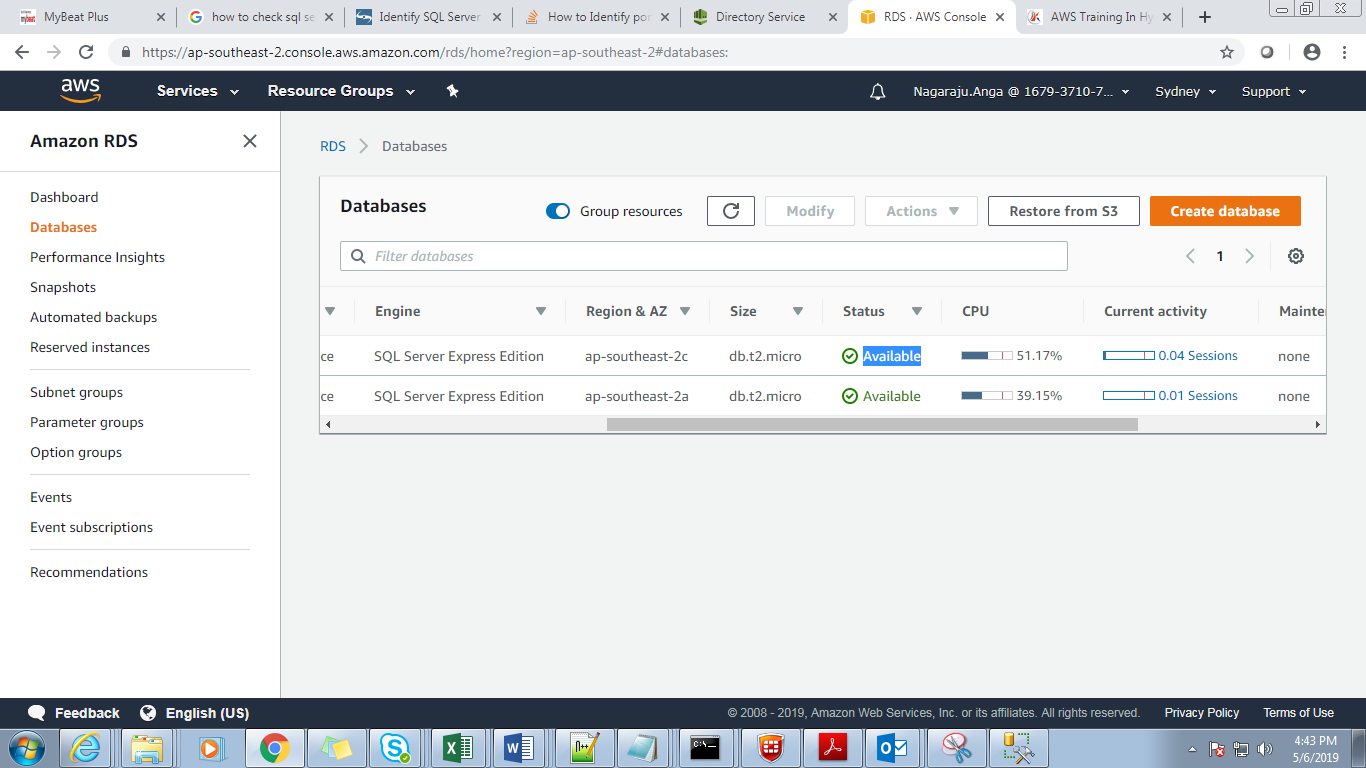 MyBeat Plus
how to check sql se
Identify SQL Server
How to Identify por
Directory Service
RDS · AWS Console
AWS Training In Hy
https://ap-southeast-2.console.aws.amazon.com/rds/home?region=ap-southeast-2#databases:
aws
Services
Resource Groups
Nagaraju.Anga @ 1679-3710-7...
Sydney
Support
Amazon RDS
Dashboard
Databases
Performance Insights
Snapshots
Automated backups
Reserved instances
Subnet groups
Parameter groups
Option groups
Events
Event subscriptions
Recommendations
RDS
Databases
Databases
Group resources
Modify
Actions
Restore from S3
Create database
Filter databases
1
Engine Region & AZ Size Status CPU Current activity Mainte
ce SQL Server Express Edition ap-southeast-2c db.t2.micro Available 51.17% 0.04 Sessions none
ce SQL Server Express Edition ap-southeast-2a db.t2.micro Available 39.15% 0.01 Sessions none
Feedback
English (US)
© 2008 - 2019, Amazon Web Services, Inc. or its affiliates. All rights reserved.
Privacy Policy
Terms of Use
4:43 PM
5/6/2019